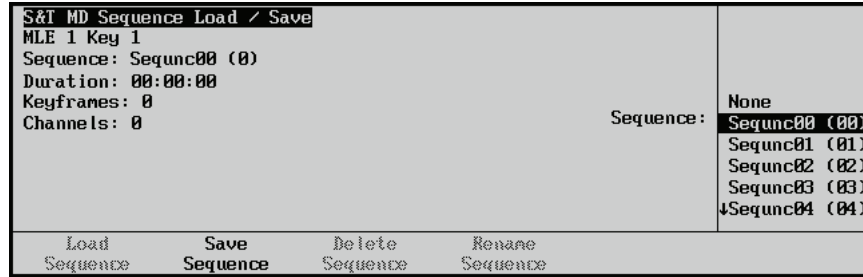 S&T MD Sequence Load / Save
MLE 1 Key 1
Sequence: Sequnc00 (0)
Duration: 00:00:00
Keyframes: 0
Channels: 0
Sequence:
None
Sequnc00 (00)
Sequnc01 (01)
Sequnc02 (02)
Sequnc03 (03)
↓Sequnc04 (04)
Load Sequence
Save Sequence
Delete Sequence
Rename Sequence